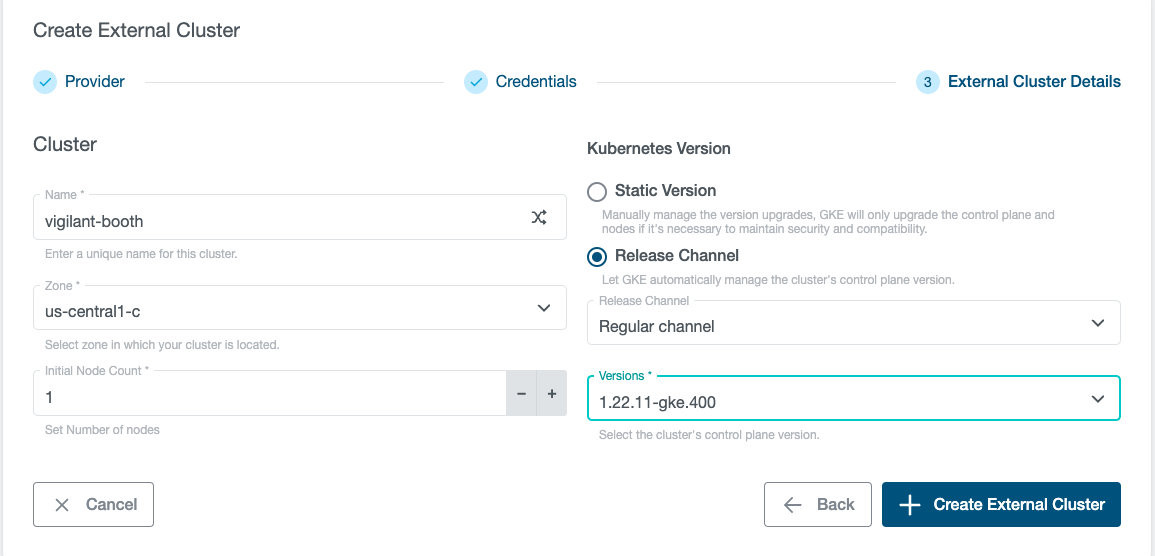 Create External Cluster
Provider
Credentials
3 External Cluster Details
Cluster
Name *
vigilant-booth
Enter a unique name for this cluster.
Zone *
us-central1-c
Select zone in which your cluster is located.
Initial Node Count *
1
Set Number of nodes
Kubernetes Version
Static Version
Manually manage the version upgrades, GKE will only upgrade the control plane and
nodes if it's necessary to maintain security and compatibility.
Release Channel
Let GKE automatically manage the cluster's control plane version.
Release Channel
Regular channel
Versions *
1.22.11-gke.400
Select the cluster's control plane version.
Cancel
Back
Create External Cluster